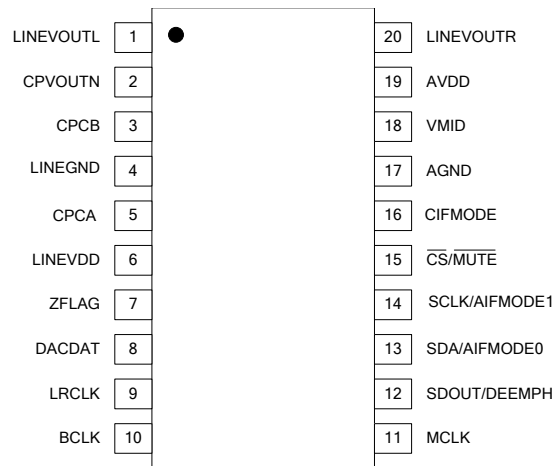 LINEVOUTL 1 20 LINEVOUTR
CPVOUTN 2 19 AVDD
CPCB 3 18 VMID
LINEGND 4 17 AGND
CPCA 5 16 CIFMODE
LINEVDD 6 15 CS/MUTE
ZFLAG 7 14 SCLK/AIFMODE1
DACDAT 8 13 SDA/AIFMODE0
LRCLK 9 12 SDOUT/DEEMPH
BCLK 10 11 MCLK